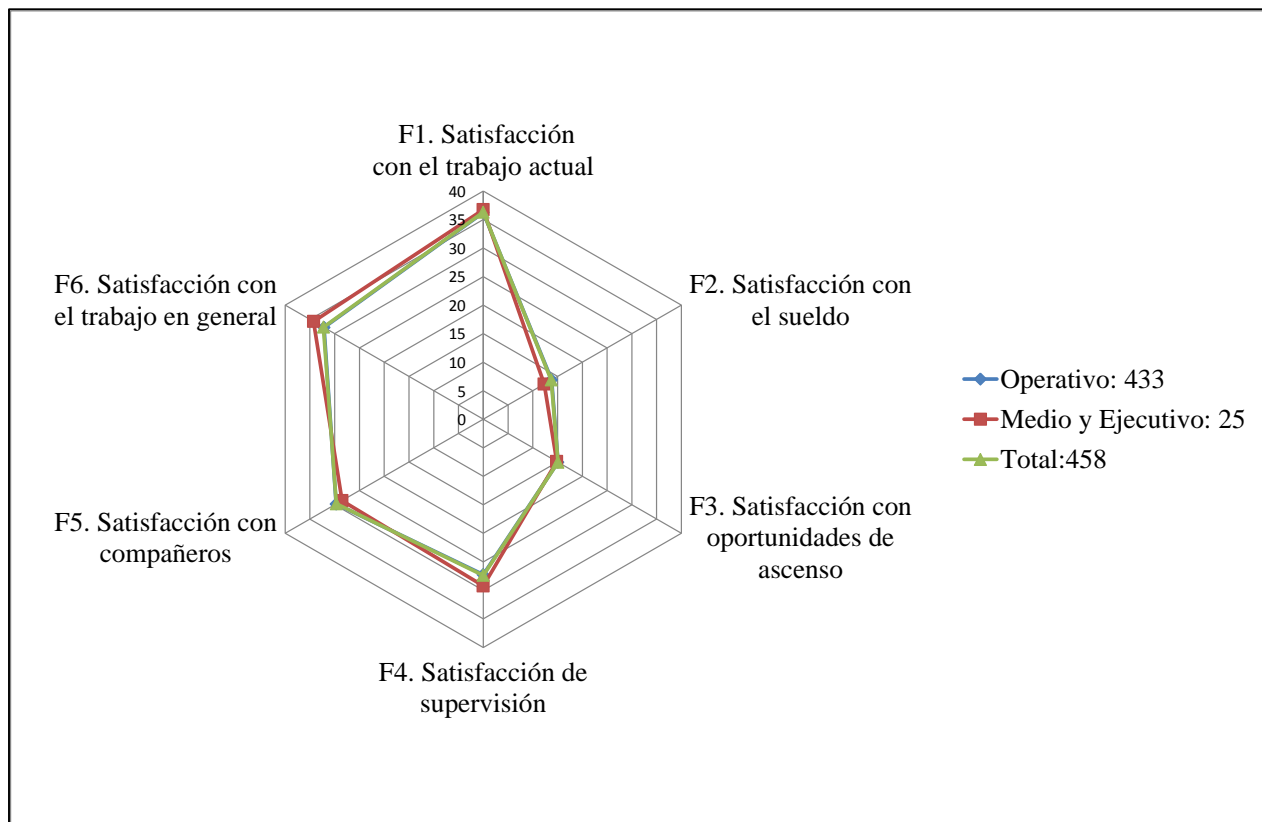 F1. Satisfacción
con el trabajo actual
40
35
30
25
20
15
10
5
0
F2. Satisfacción con
el sueldo
F3. Satisfacción con
oportunidades de
ascenso
F4. Satisfacción de
supervisión
F5. Satisfacción con
compañeros
F6. Satisfacción con
el trabajo en general
Operativo: 433
Medio y Ejecutivo: 25
Total:458